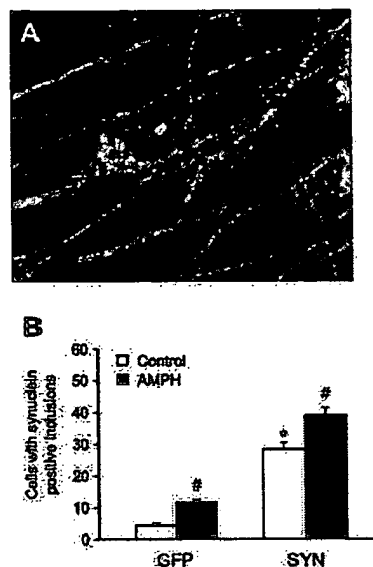 A
B
Cells with synuclein
positive inclusions
60
50
40
30
20
10
0
Control
AMPH
#
*
#
GFP
SYN